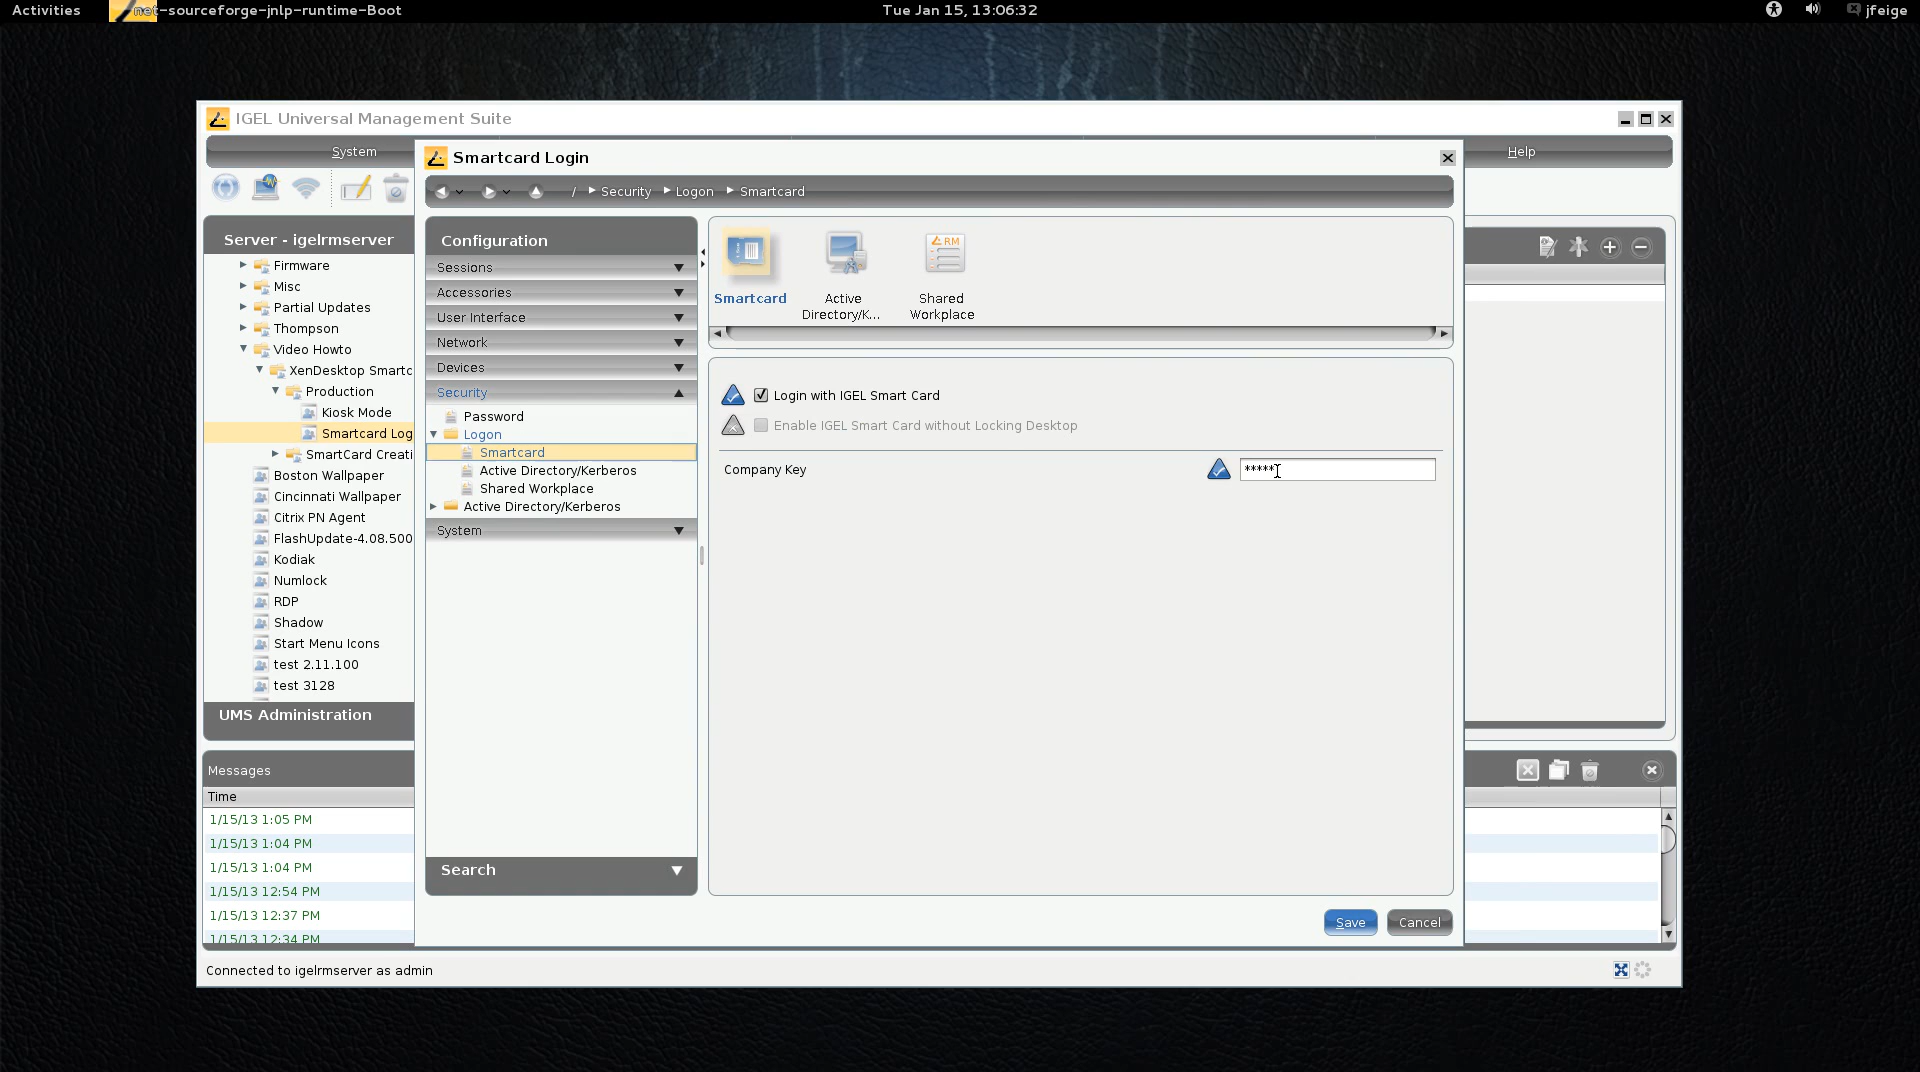 Activities
net-sourceforge-jnlp-runtime-Boot
Tue Jan 15, 13:06:32
jfeige
IGEL Universal Management Suite
System
Help
Server - igelrmserver
Firmware
Misc
Partial Updates
Thompson
Video Howto
XenDesktop Smartc
Production
Kiosk Mode
Smartcard Log
SmartCard Creati
Boston Wallpaper
Cincinnati Wallpaper
Citrix PN Agent
FlashUpdate-4.08.500
Kodiak
Numlock
RDP
Shadow
Start Menu Icons
test 2.11.100
test 3128
UMS Administration
Messages
Time
1/15/13 1:05 PM
1/15/13 1:04 PM
1/15/13 1:04 PM
1/15/13 12:54 PM
1/15/13 12:37 PM
1/15/13 12:34 PM
Connected to igelrmserver as admin
Smartcard Login
/ Security Logon Smartcard
Configuration
Sessions
Accessories
User Interface
Network
Devices
Security
Password
Logon
Smartcard
Active Directory/Kerberos
Shared Workplace
Active Directory/Kerberos
System
Search
Smartcard
Active
Directory/K...
RM
Shared
Workplace
Login with IGEL Smart Card
Enable IGEL Smart Card without Locking Desktop
Company Key
*****
Save
Cancel